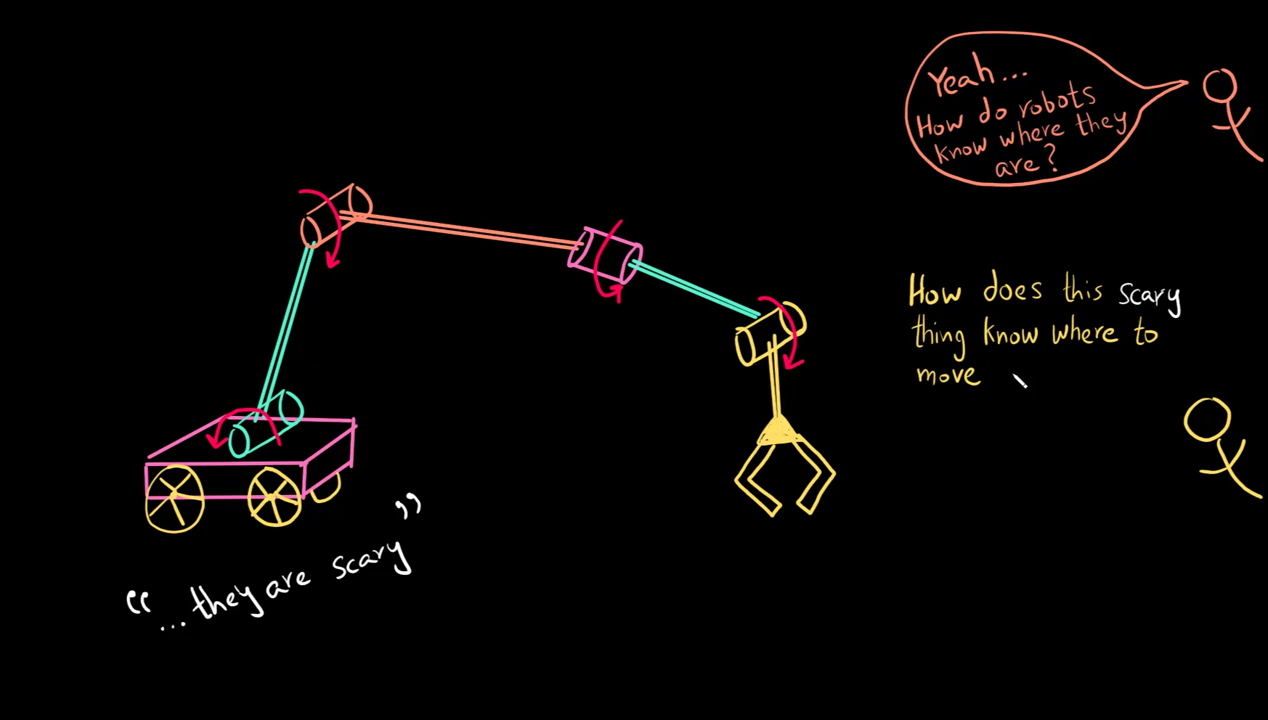 Yeah...
How do robots
know where they
are?
How does this scary
thing know where to
move
"...they are scary"